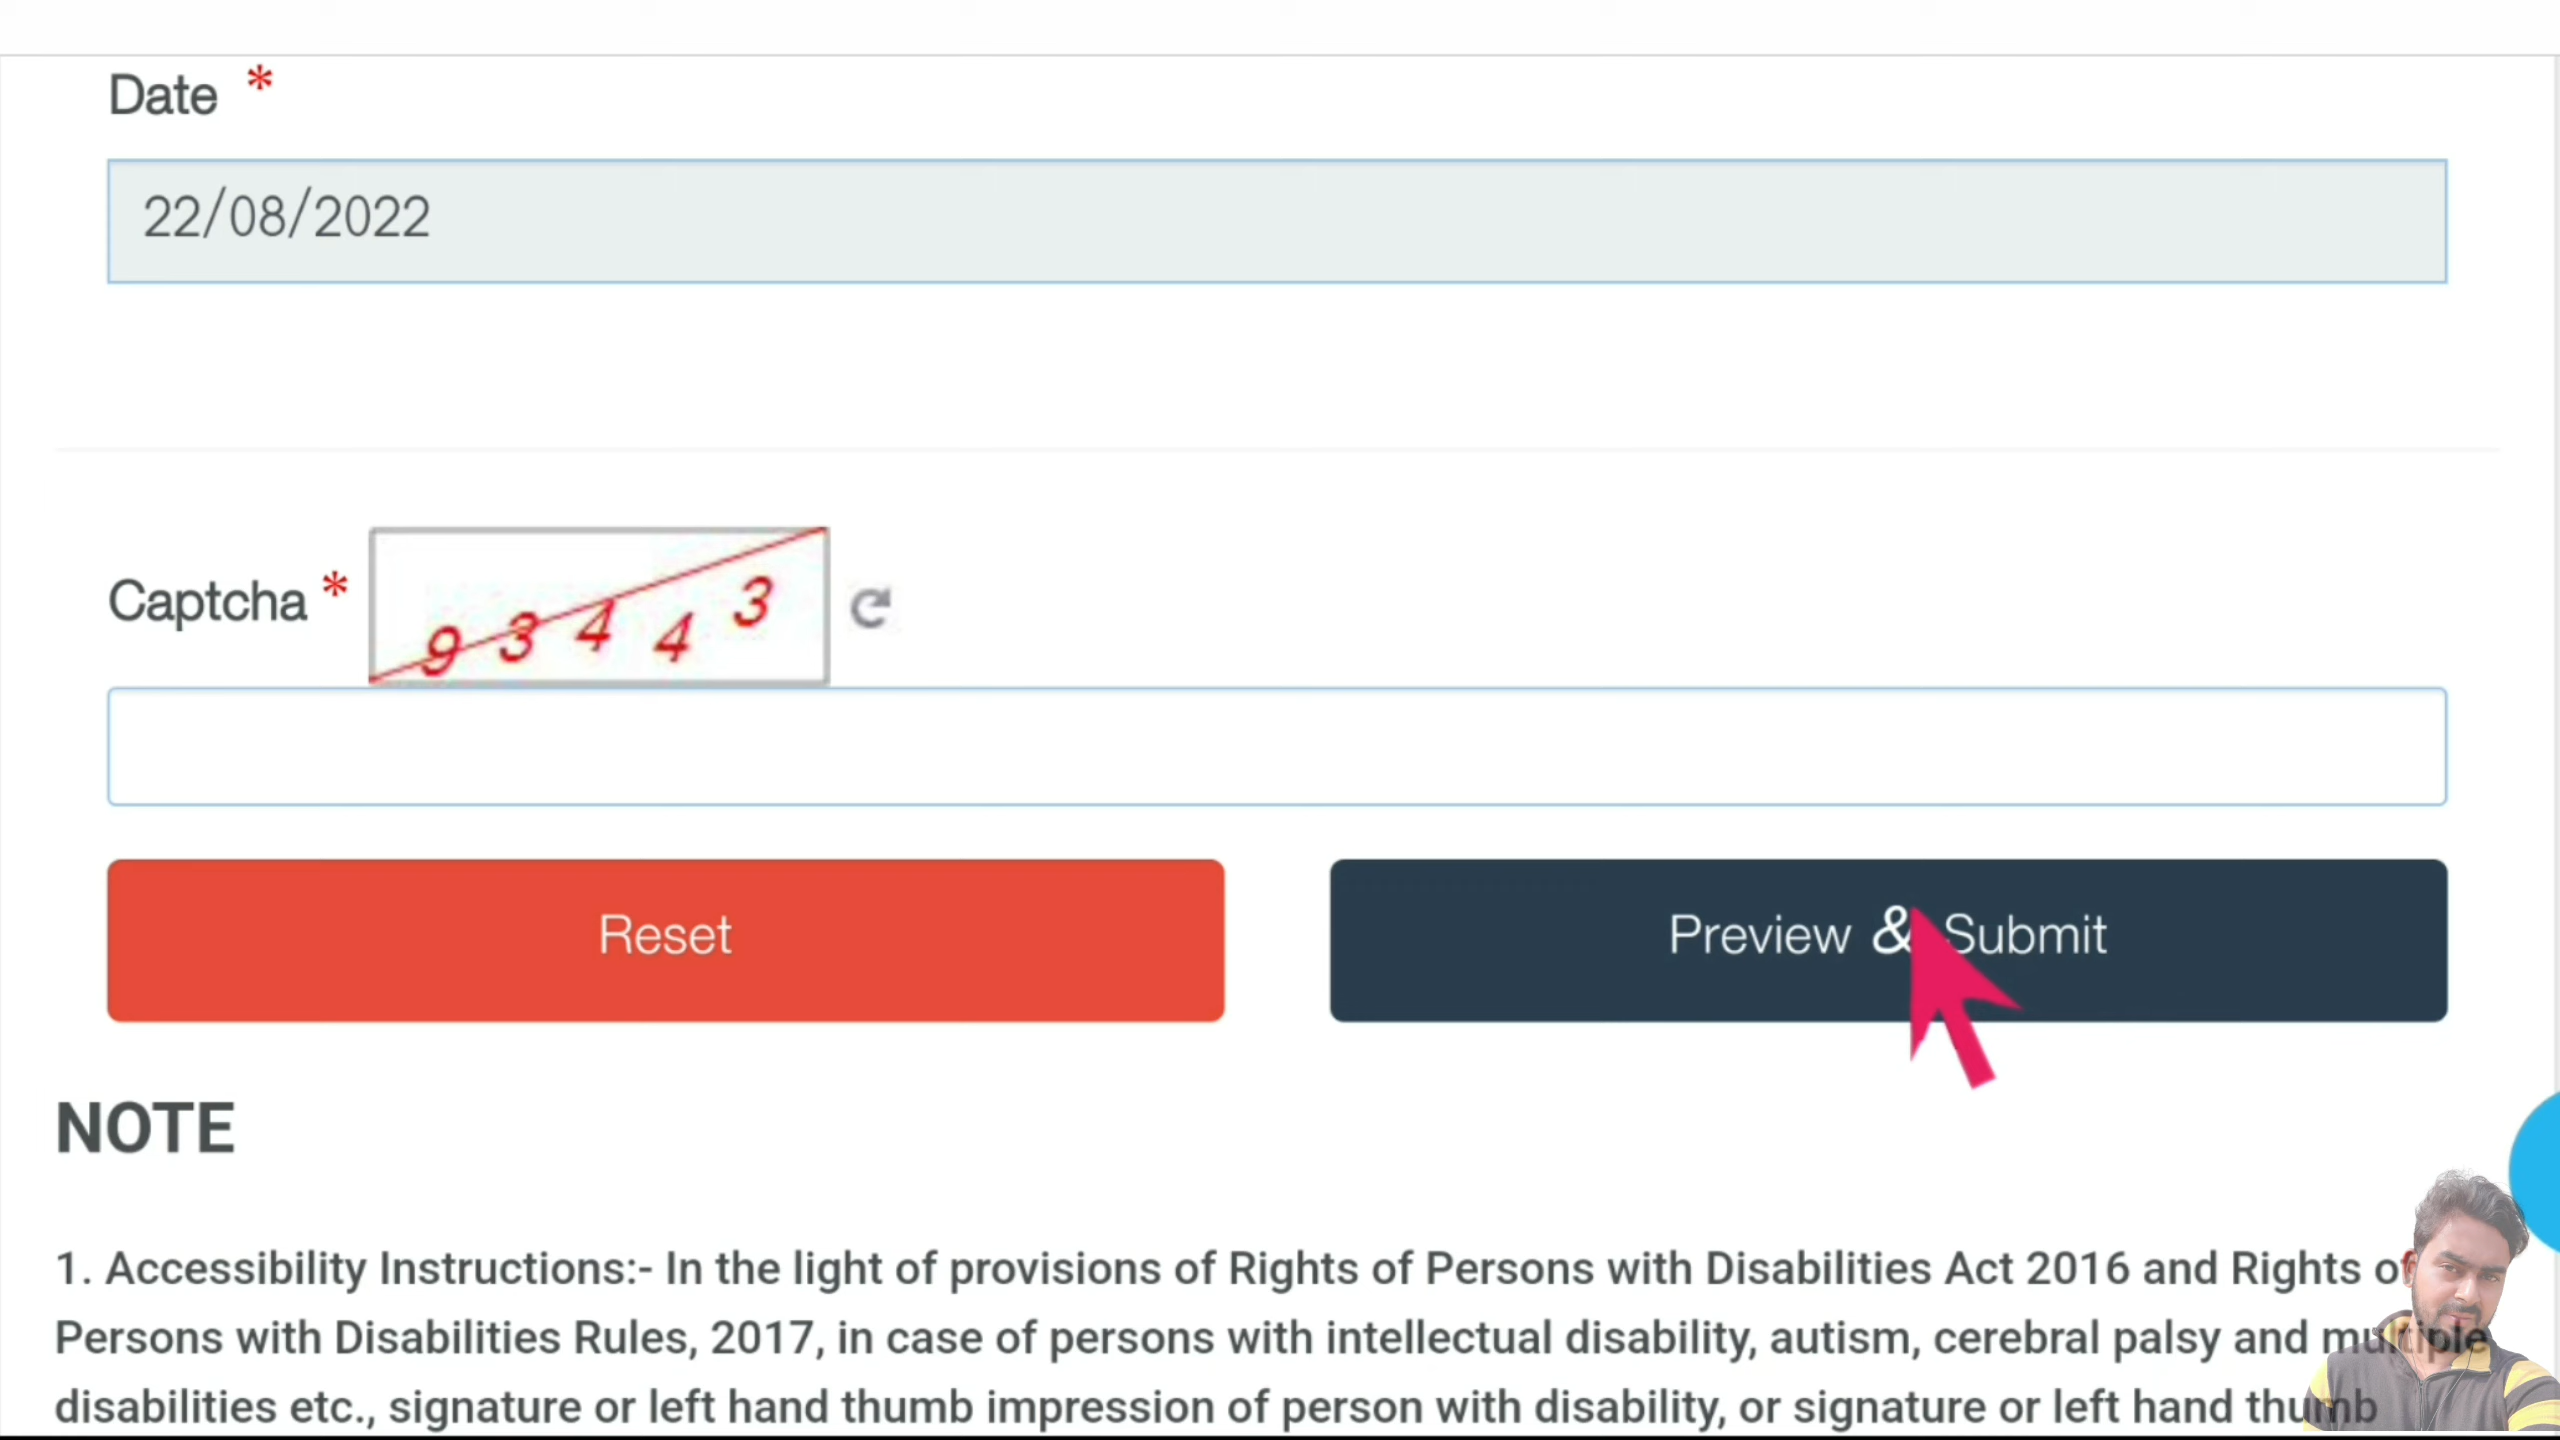 Date *
22/08/2022
Captcha * 93443
Reset
Preview & Submit
NOTE
1. Accessibility Instructions:- In the light of provisions of Rights of Persons with Disabilities Act 2016 and Rights of
Persons with Disabilities Rules, 2017, in case of persons with intellectual disability, autism, cerebral palsy and multiple
disabilities etc., signature or left hand thumb impression of person with disability, or signature or left hand thumb